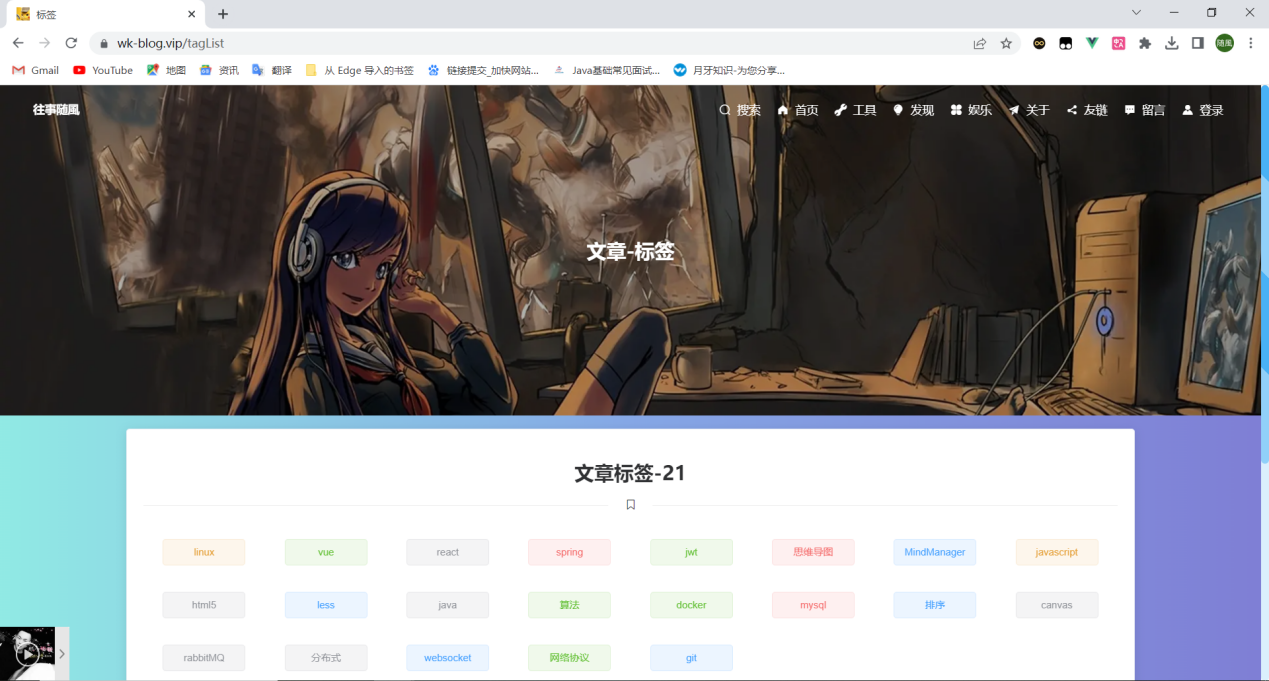 标签
wk-blog.vip/tagList
随風
Gmail YouTube 地图 资讯 翻译 从 Edge 导入的书签 链接提交_加快网站... Java基础常见面试... 月牙知识-为您分享...
往事随風 搜索 首页 工具 发现 娱乐 关于 友链 留言 登录
文章-标签
文章标签-21
linux vue react spring jwt 思维导图 MindManager javascript
html5 less java 算法 docker mysql 排序 canvas
rabbitMQ 分布式 websocket 网络协议 git